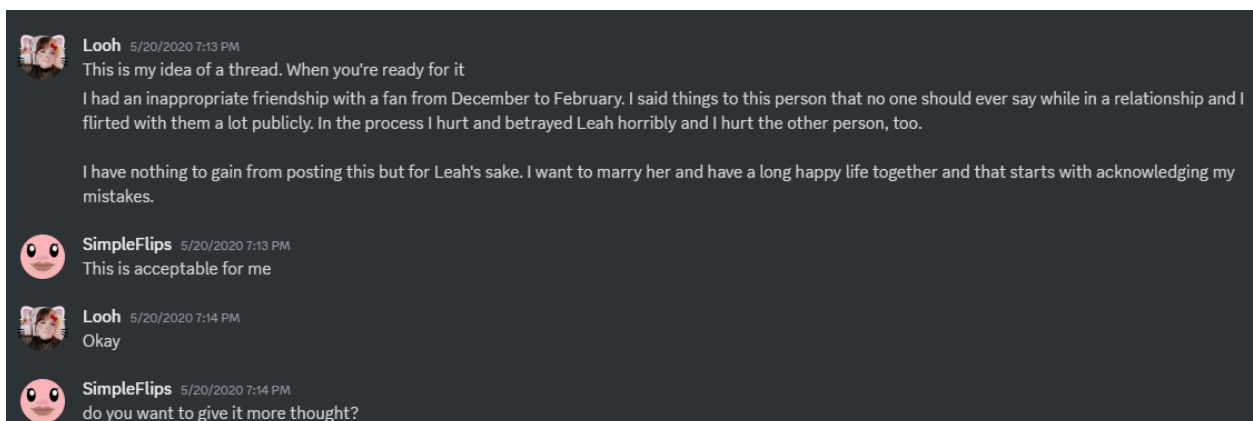 Looh 5/20/2020 7:13 PM
This is my idea of a thread. When you're ready for it
I had an inappropriate friendship with a fan from December to February. I said things to this person that no one should ever say while in a relationship and I
flirted with them a lot publicly. In the process I hurt and betrayed Leah horribly and I hurt the other person, too.
I have nothing to gain from posting this but for Leah's sake. I want to marry her and have a long happy life together and that starts with acknowledging my
mistakes.
SimpleFlips 5/20/2020 7:13 PM
This is acceptable for me
Looh 5/20/2020 7:14 PM
Okay
SimpleFlips 5/20/2020 7:14 PM
do you want to give it more thought?